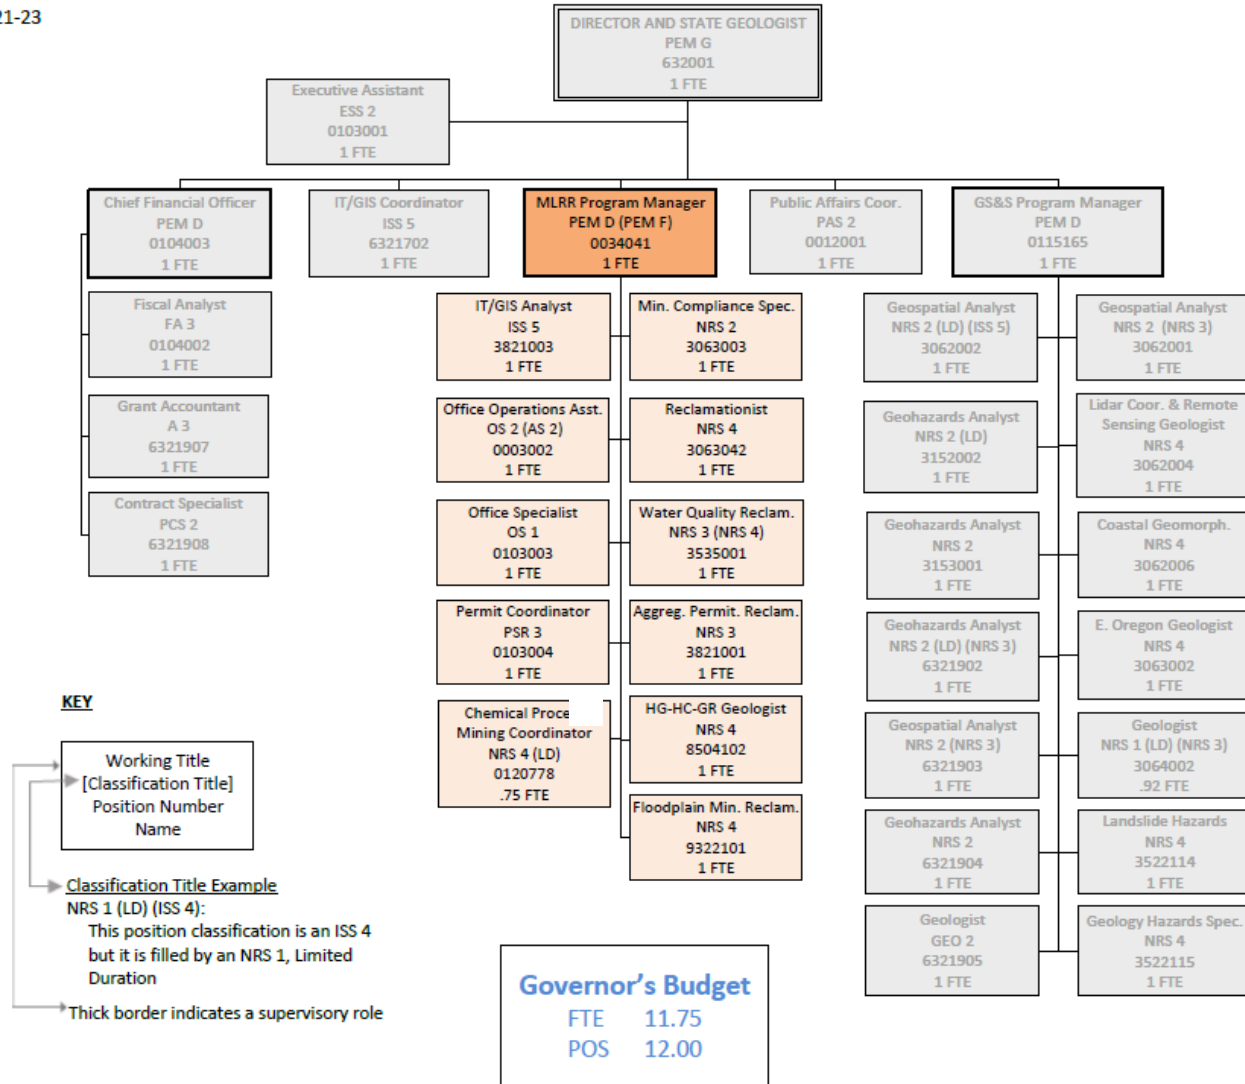 21-23
DIRECTOR AND STATE GEOLOGIST
PEM G
632001
1 FTE
Executive Assistant
ESS 2
0103001
1 FTE
Chief Financial Officer
PEM D
0104003
1 FTE
IT/GIS Coordinator
ISS 5
6321702
1 FTE
MLRR Program Manager
PEM D (PEM F)
0034041
1 FTE
Public Affairs Coor.
PAS 2
0012001
1 FTE
GS&S Program Manager
PEM D
0115165
1 FTE
Fiscal Analyst
FA 3
0104002
1 FTE
Grant Accountant
A 3
6321907
1 FTE
Contract Specialist
PCS 2
6321908
1 FTE
IT/GIS Analyst
ISS 5
3821003
1 FTE
Min. Compliance Spec.
NRS 2
3063003
1 FTE
Office Operations Asst.
OS 2 (AS 2)
0003002
1 FTE
Reclamationist
NRS 4
3063042
1 FTE
Office Specialist
OS 1
0103003
1 FTE
Water Quality Reclam.
NRS 3 (NRS 4)
3535001
1 FTE
Permit Coordinator
PSR 3
0103004
1 FTE
Aggreg. Permit. Reclam.
NRS 3
3821001
1 FTE
Chemical Proce
Mining Coordinator
NRS 4 (LD)
0120778
.75 FTE
HG-HC-GR Geologist
NRS 4
8504102
1 FTE
Floodplain Min. Reclam.
NRS 4
9322101
1 FTE
Geospatial Analyst
NRS 2 (LD) (ISS 5)
3062002
1 FTE
Geospatial Analyst
NRS 2 (NRS 3)
3062001
1 FTE
Geohazards Analyst
NRS 2 (LD)
3152002
1 FTE
Lidar Coor. & Remote
Sensing Geologist
NRS 4
3062004
1 FTE
Geohazards Analyst
NRS 2
3153001
1 FTE
Coastal Geomorph.
NRS 4
3062006
1 FTE
Geohazards Analyst
NRS 2 (LD) (NRS 3)
6321902
1 FTE
E. Oregon Geologist
NRS 4
3063002
1 FTE
Geospatial Analyst
NRS 2 (NRS 3)
6321903
1 FTE
Geologist
NRS 1 (LD) (NRS 3)
3064002
.92 FTE
Geohazards Analyst
NRS 2
6321904
1 FTE
Landslide Hazards
NRS 4
3522114
1 FTE
Geologist
GEO 2
6321905
1 FTE
Geology Hazards Spec.
NRS 4
3522115
1 FTE
KEY
Working Title
[Classification Title]
Position Number
Name
Classification Title Example
NRS 1 (LD) (ISS 4):
This position classification is an ISS 4
but it is filled by an NRS 1, Limited
Duration
Thick border indicates a supervisory role
Governor's Budget
FTE 11.75
POS 12.00